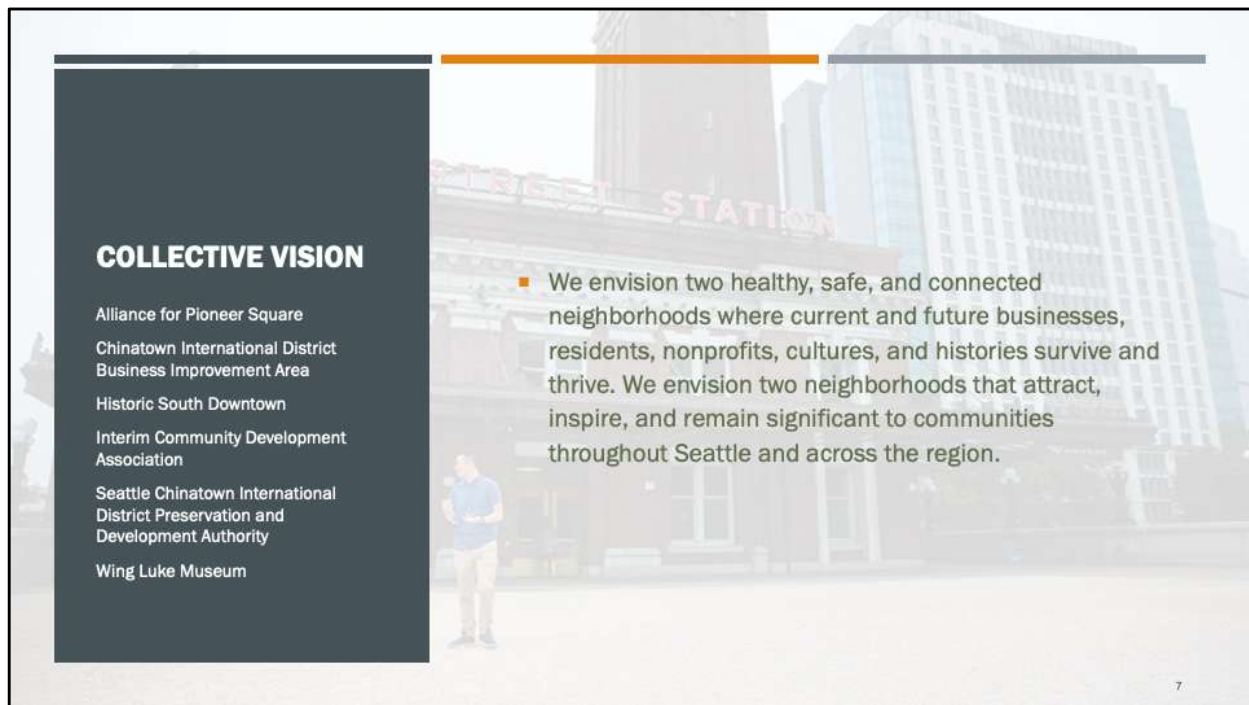 STREET STATION
COLLECTIVE VISION
Alliance for Pioneer Square
Chinatown International District
Business Improvement Area
Historic South Downtown
Interim Community Development
Association
Seattle Chinatown International
District Preservation and
Development Authority
Wing Luke Museum
▪ We envision two healthy, safe, and connected
neighborhoods where current and future businesses,
residents, nonprofits, cultures, and histories survive and
thrive. We envision two neighborhoods that attract,
inspire, and remain significant to communities
throughout Seattle and across the region.
7